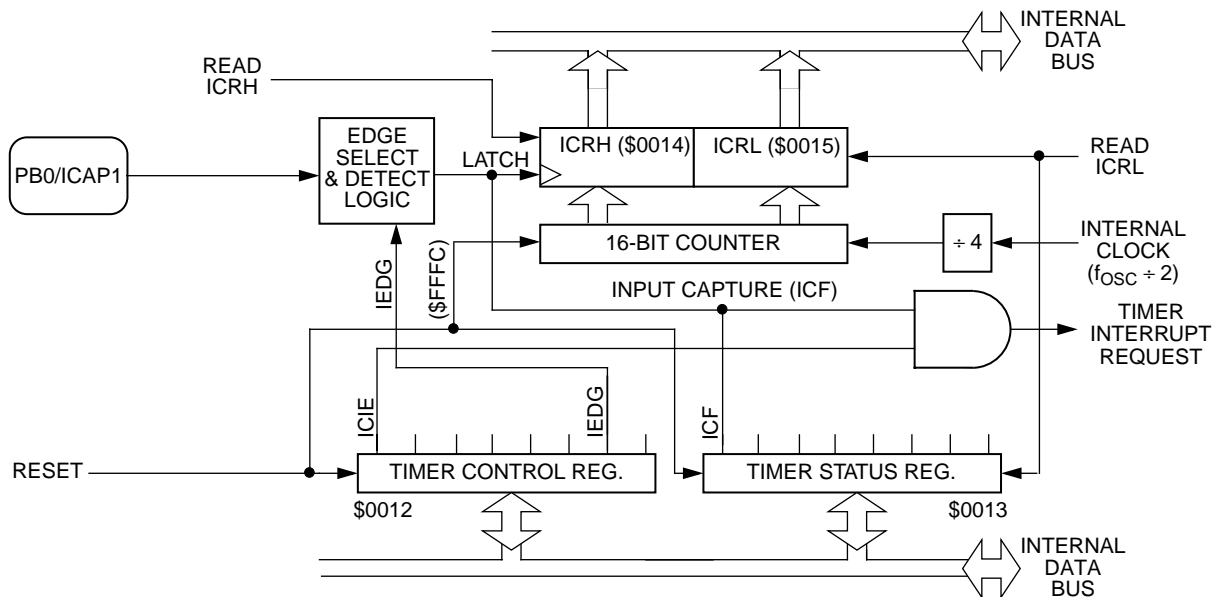 INTERNAL
DATA
BUS
READ
ICRH
EDGE
SELECT
& DETECT
LOGIC
ICRH ($0014)
ICRL ($0015)
LATCH
PB0/ICAP1
READ
ICRL
16-BIT COUNTER
÷ 4
INTERNAL
CLOCK
(fOSC ÷ 2)
IEDG
($FFFC)
INPUT CAPTURE (ICF)
TIMER
INTERRUPT
REQUEST
ICIE
IEDG
ICF
RESET
TIMER CONTROL REG.
TIMER STATUS REG.
$0012
$0013
INTERNAL
DATA
BUS